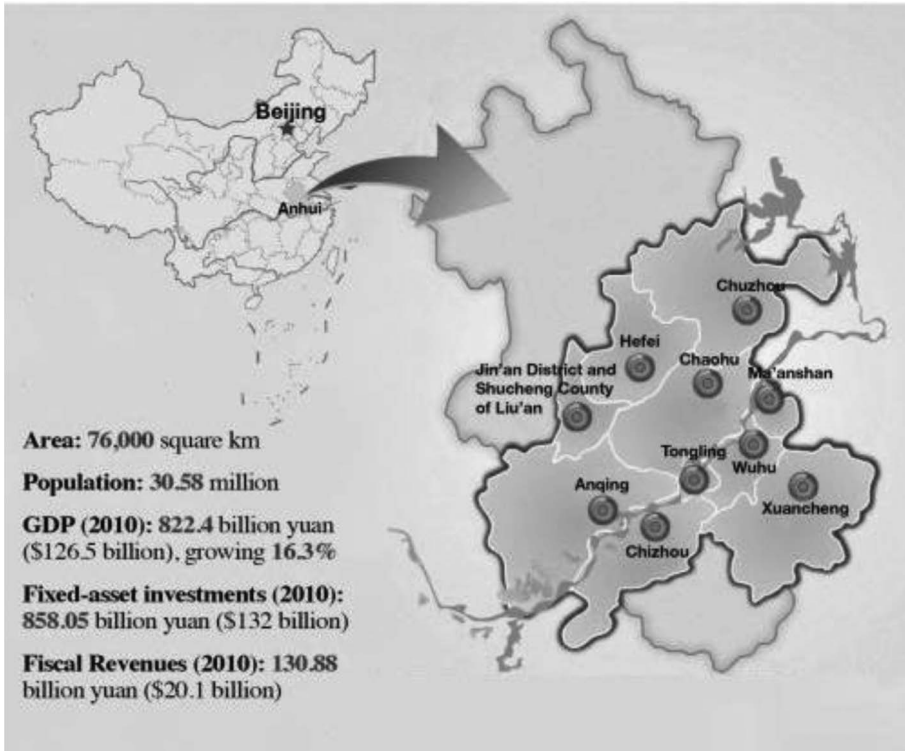 Beijing
Anhui
Chuzhou
Hefei
Chaohu
Ma'anshan
Jin'an District and
Shucheng County
of Liu'an
Tongling
Wuhu
Anqing
Xuancheng
Chizhou
Area: 76,000 square km
Population: 30.58 million
GDP (2010): 822.4 billion yuan
($126.5 billion), growing 16.3%
Fixed-asset investments (2010):
858.05 billion yuan ($132 billion)
Fiscal Revenues (2010): 130.88
billion yuan ($20.1 billion)